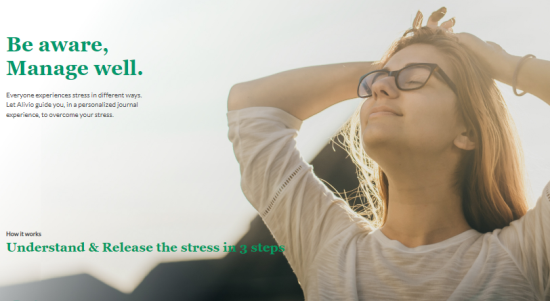 Be aware,
Manage well.
Everyone experiences stress in different ways.
Let Alivio guide you, in a personalized journal
experience, to overcome your stress.
How it works
Understand & Release the stress in 3 steps